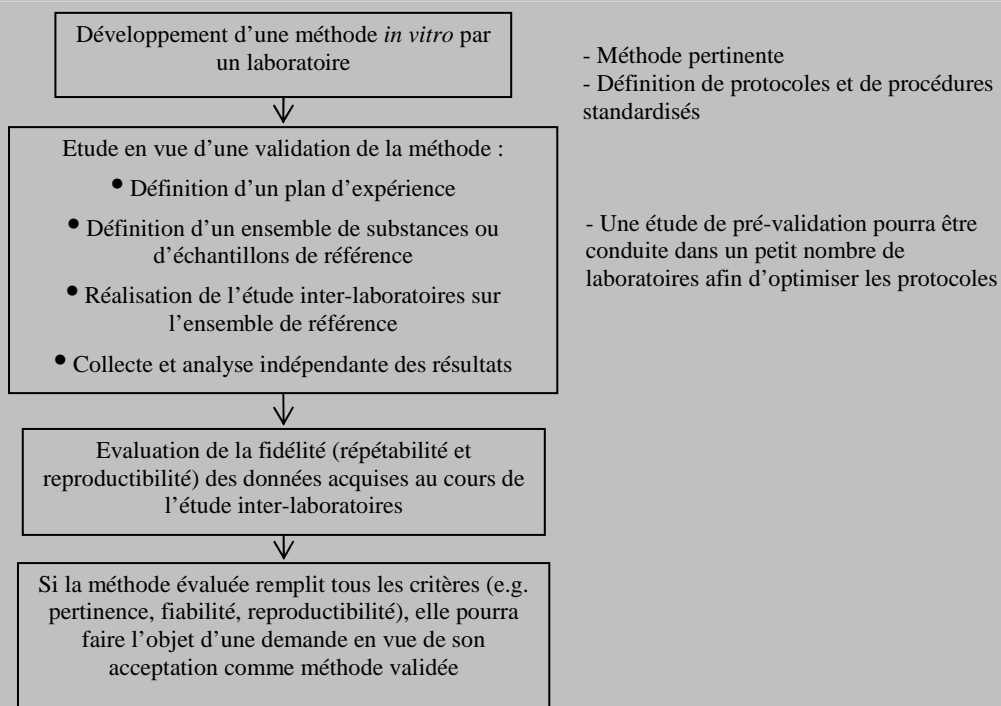 Développement d’une méthode in vitro par
un laboratoire
- Méthode pertinente
- Définition de protocoles et de procédures
standardisés
Etude en vue d’une validation de la méthode :
• Définition d’un plan d’expérience
• Définition d’un ensemble de substances ou
d’échantillons de référence
• Réalisation de l’étude inter-laboratoires sur
l’ensemble de référence
• Collecte et analyse indépendante des résultats
- Une étude de pré-validation pourra être
conduite dans un petit nombre de
laboratoires afin d’optimiser les protocoles
Evaluation de la fidélité (répétabilité et
reproductibilité) des données acquises au cours de
l’étude inter-laboratoires
Si la méthode évaluée remplit tous les critères (e.g.
pertinence, fiabilité, reproductibilité), elle pourra
faire l’objet d’une demande en vue de son
acceptation comme méthode validée